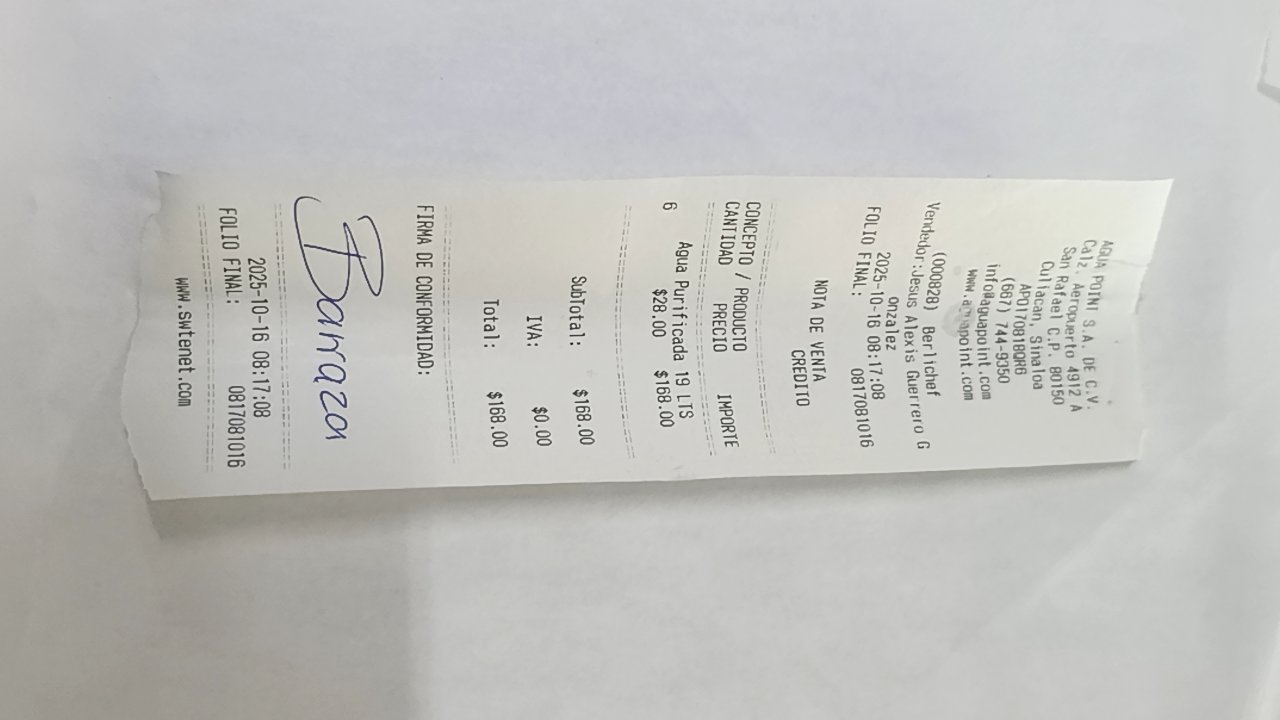 AGUA POINT S.A. DE C.V.
Calz. Aeropuerto 4912 A
San Rafael C.P. 80150
Culiacan, Sinaloa
APO170818QR6
(667) 744-9350
info@aguapoint.com
www.aguapoint.com
(000828) Berlichef
Vendedor:Jesus Alexis Guerrero G
onzalez
2025-10-16 08:17:08
FOLIO FINAL: 0817081016
NOTA DE VENTA
CREDITO
CONCEPTO / PRODUCTO
CANTIDAD PRECIO IMPORTE
Agua Purificada 19 LTS
6 $28.00 $168.00
SubTotal: $168.00
IVA: $0.00
Total: $168.00
FIRMA DE CONFORMIDAD:
Barraza
2025-10-16 08:17:08
FOLIO FINAL: 0817081016
www.swtenet.com